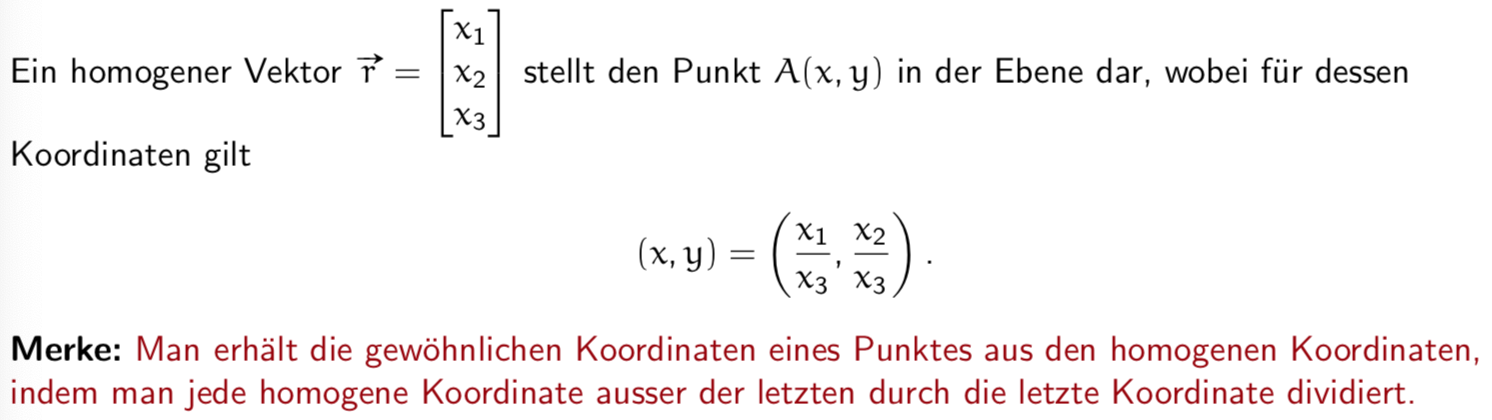 Ein homogener Vektor $\vec{r} = \begin{bmatrix} x_1 \\ x_2 \\ x_3 \end{bmatrix}$ stellt den Punkt $A(x, y)$ in der Ebene dar, wobei für dessen
Koordinaten gilt
$(x, y) = \left( \frac{x_1}{x_3}, \frac{x_2}{x_3} \right).$
Merke: Man erhält die gewöhnlichen Koordinaten eines Punktes aus den homogenen Koordinaten,
indem man jede homogene Koordinate ausser der letzten durch die letzte Koordinate dividiert.